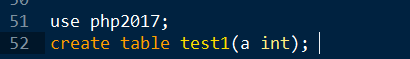 51 use php2017;
52 create table test1(a int);